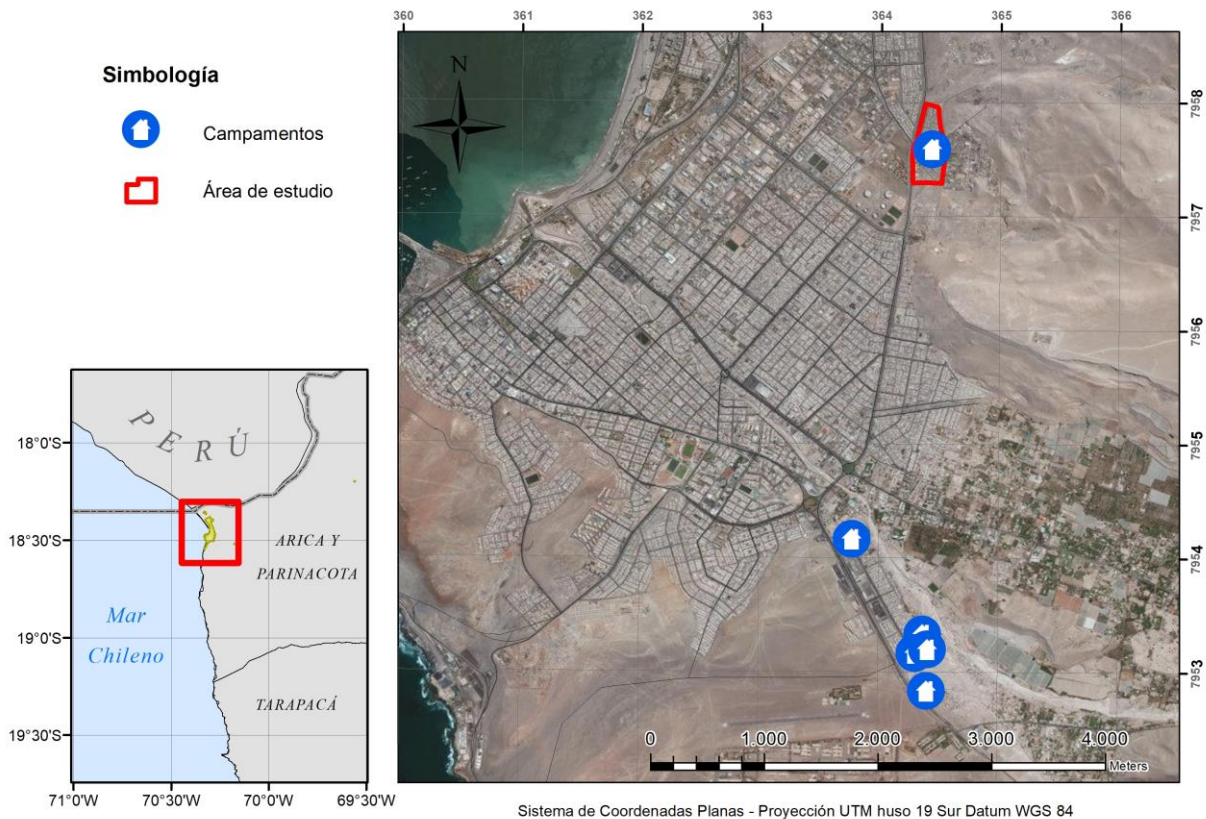 360 361 362 363 364 365 366
Simbología
Campamentos
Área de estudio
N
7958
7957
7956
7955
7954
7953
PERÚ
ARICA Y
PARINACOTA
Mar
Chileno
TARAPACÁ
18°0'S
18°30'S
19°0'S
19°30'S
71°0'W 70°30'W 70°0'W 69°30'W
0 1.000 2.000 3.000 4.000
Meters
Sistema de Coordenadas Planas - Proyección UTM huso 19 Sur Datum WGS 84